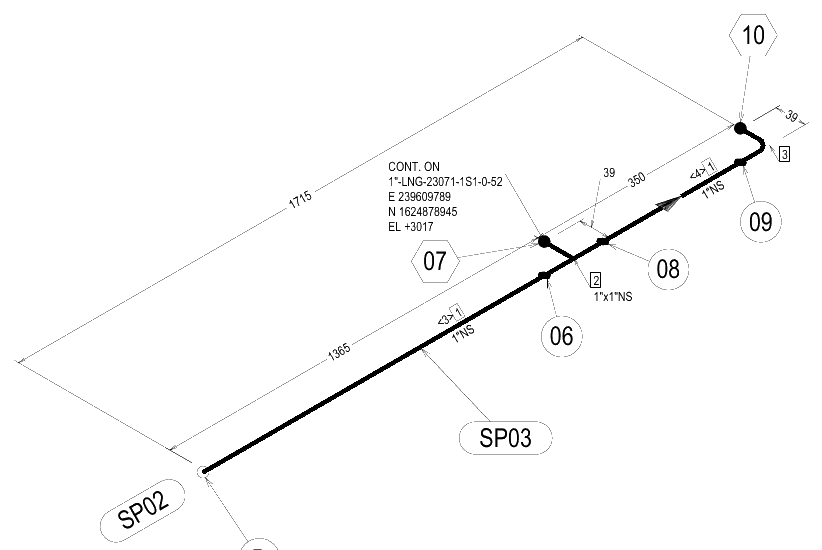 10
39
3
CONT. ON
1"-LNG-23071-1S1-0-52
E 239609789
N 1624878945
EL +3017
39
350
<4> 1
1"NS
1715
09
07
08
2
1"x1"NS
<3> 1
1"NS
06
1365
SP03
SP02